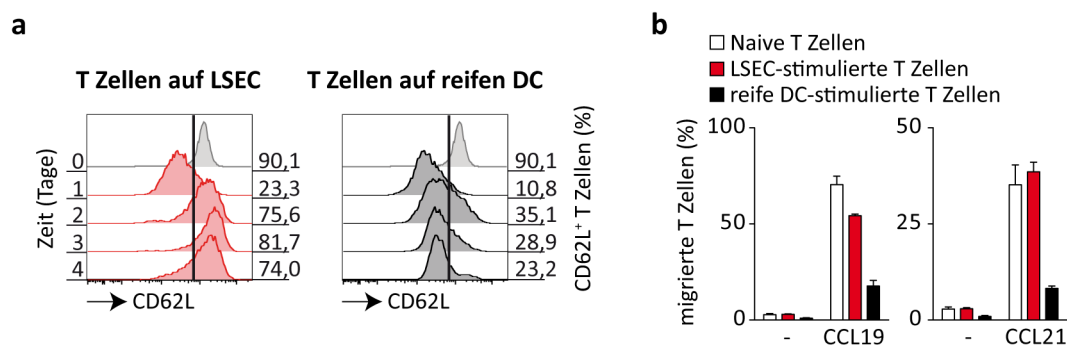 a
T Zellen auf LSEC
T Zellen auf reifen DC
Zeit (Tage)
0
1
2
3
4
90,1
23,3
75,6
81,7
74,0
CD62L
90,1
10,8
35,1
28,9
23,2
CD62L
CD62L⁺ T Zellen (%)
b
Naive T Zellen
LSEC-stimulierte T Zellen
reife DC-stimulierte T Zellen
migrierte T Zellen (%)
100
50
0
- CCL19
50
25
0
- CCL21